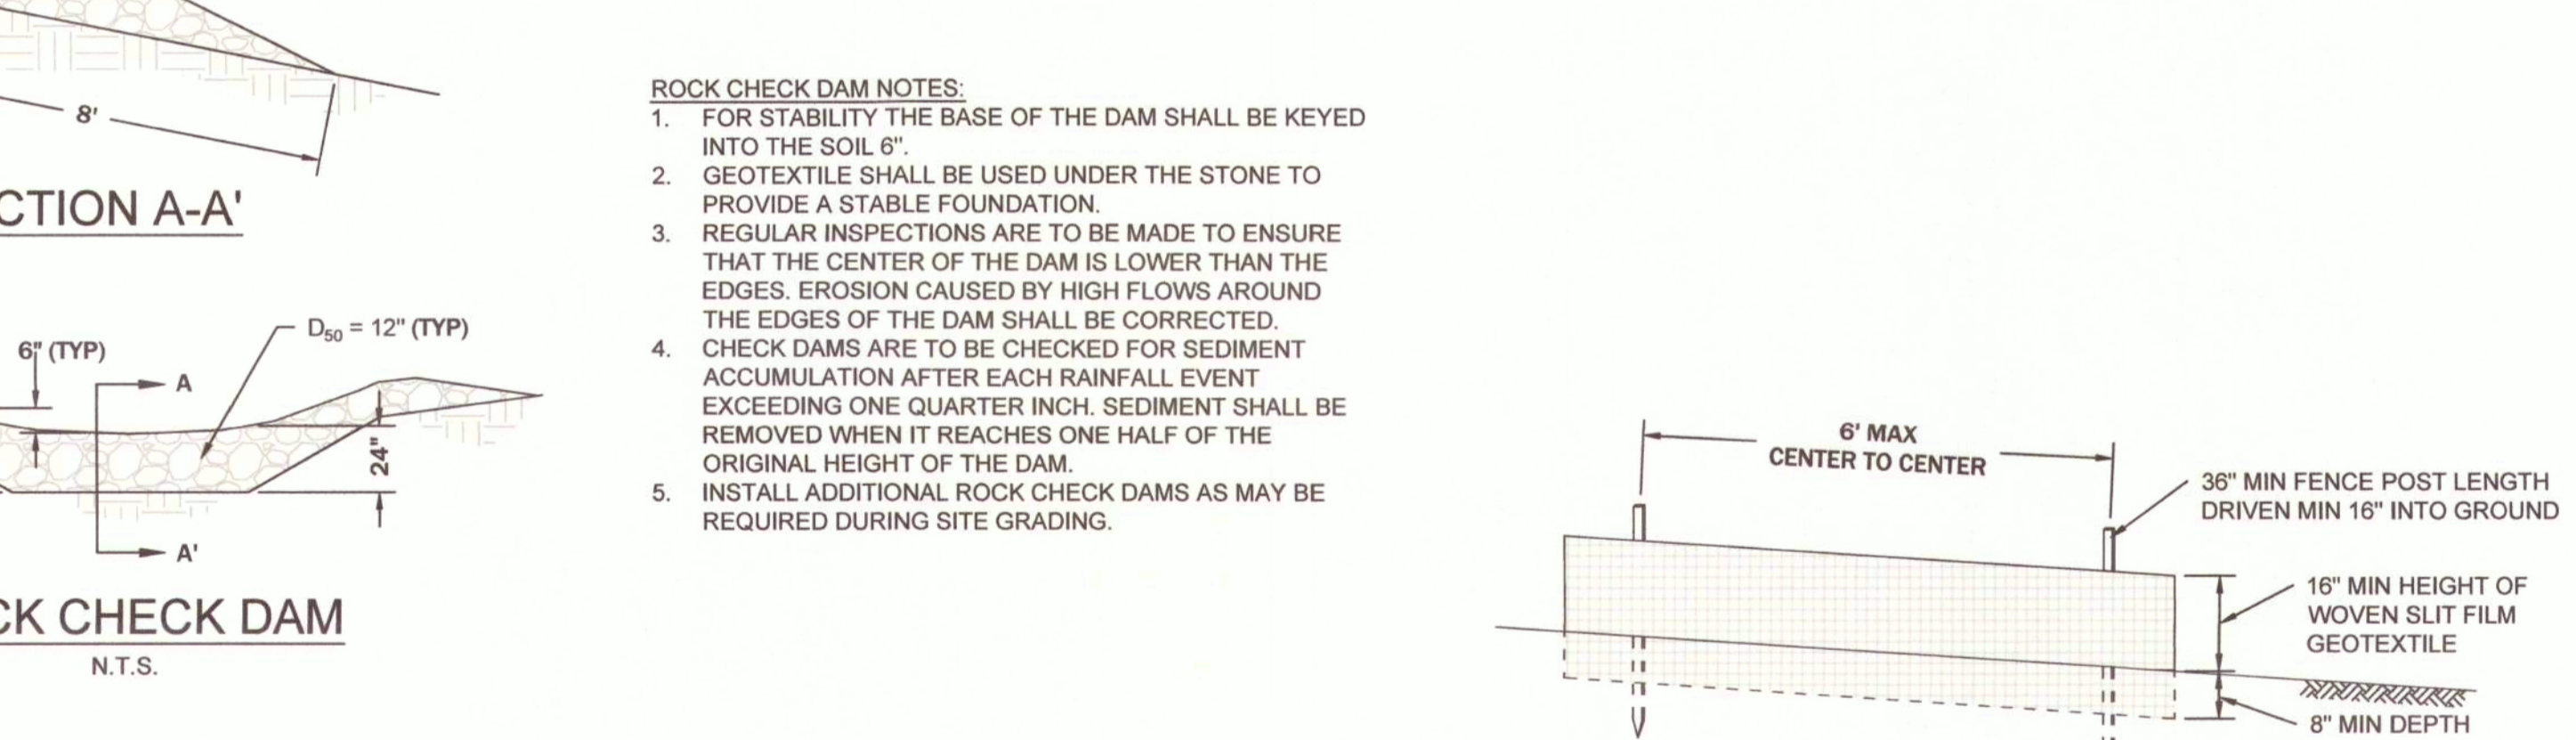 8'
CTION A-A'
6" (TYP)
D50 = 12" (TYP)
A
24"
A'
CK CHECK DAM
N.T.S.
ROCK CHECK DAM NOTES:
1. FOR STABILITY THE BASE OF THE DAM SHALL BE KEYED
INTO THE SOIL 6".
2. GEOTEXTILE SHALL BE USED UNDER THE STONE TO
PROVIDE A STABLE FOUNDATION.
3. REGULAR INSPECTIONS ARE TO BE MADE TO ENSURE
THAT THE CENTER OF THE DAM IS LOWER THAN THE
EDGES. EROSION CAUSED BY HIGH FLOWS AROUND
THE EDGES OF THE DAM SHALL BE CORRECTED.
4. CHECK DAMS ARE TO BE CHECKED FOR SEDIMENT
ACCUMULATION AFTER EACH RAINFALL EVENT
EXCEEDING ONE QUARTER INCH. SEDIMENT SHALL BE
REMOVED WHEN IT REACHES ONE HALF OF THE
ORIGINAL HEIGHT OF THE DAM.
5. INSTALL ADDITIONAL ROCK CHECK DAMS AS MAY BE
REQUIRED DURING SITE GRADING.
6' MAX
CENTER TO CENTER
36" MIN FENCE POST LENGTH
DRIVEN MIN 16" INTO GROUND
16" MIN HEIGHT OF
WOVEN SLIT FILM
GEOTEXTILE
8" MIN DEPTH